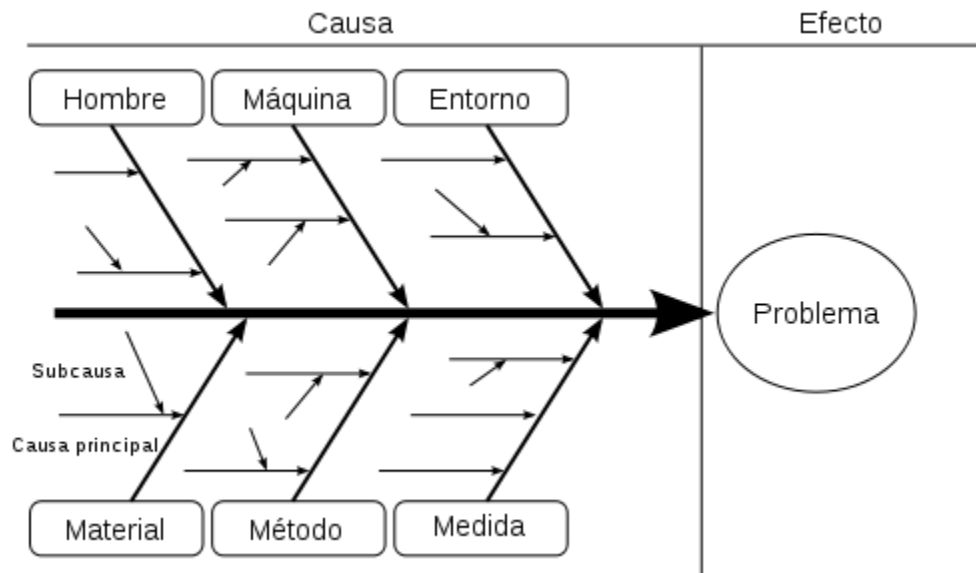 Causa
Efecto
Hombre
Máquina
Entorno
Problema
Subcausa
Causa principal
Material
Método
Medida